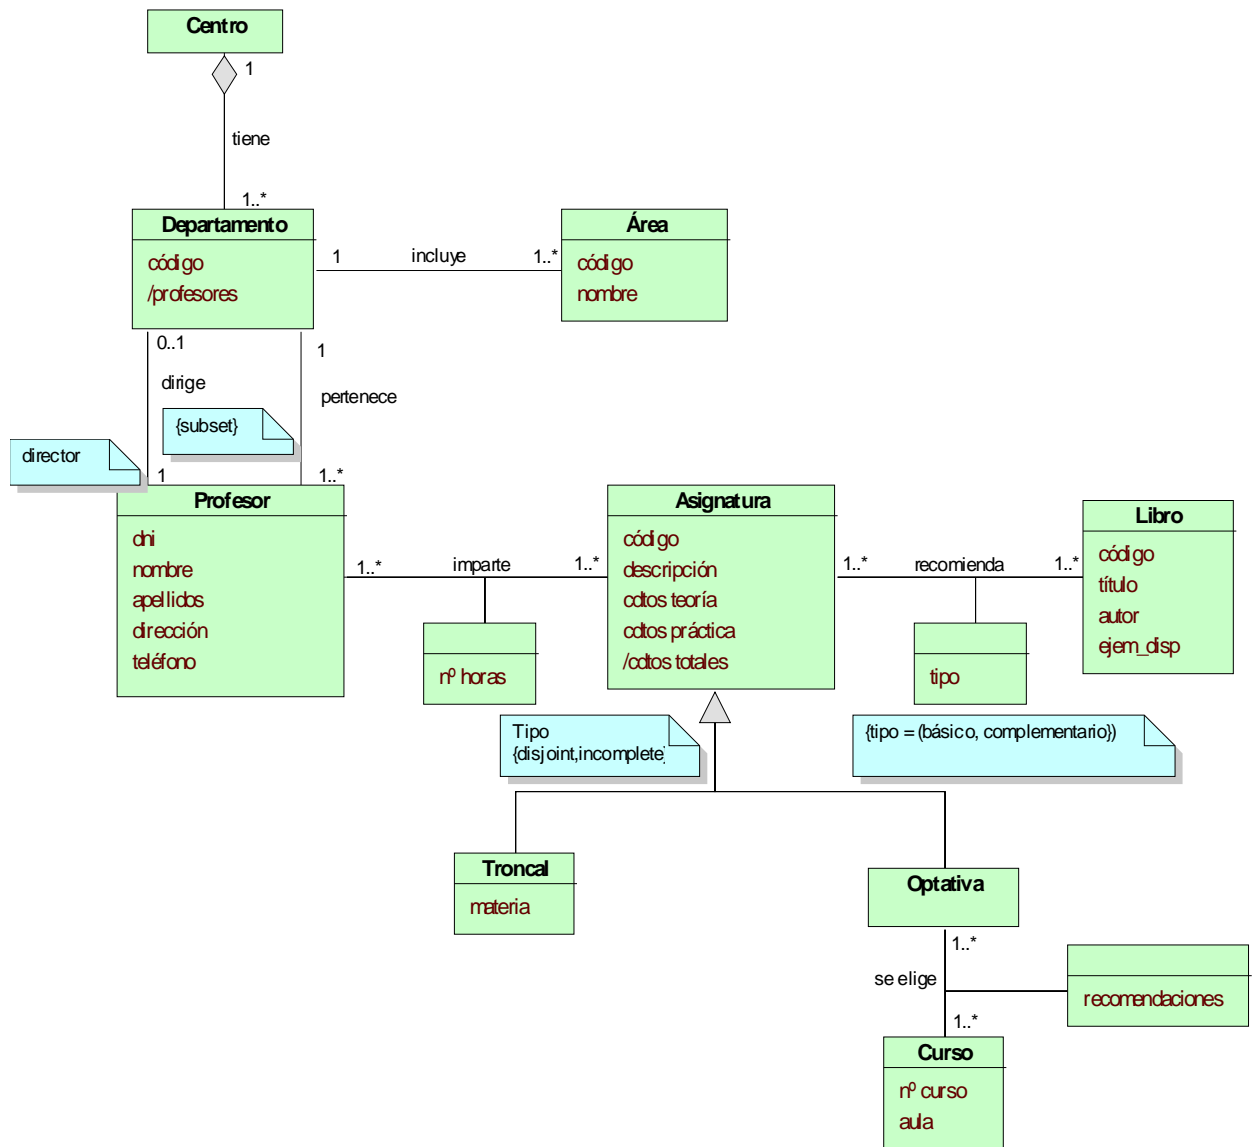 Centro
1
tiene
1..*
Departamento
código
/profesores
1
incluye
1..*
Área
código
nombre
0..1
dirige
1
pertenece
{subset}
director
1
1..*
Profesor
dni
nombre
apellidos
dirección
teléfono
1..*
imparte
1..*
nº horas
Asignatura
código
descripción
cdtos teoría
cdtos práctica
/cdtos totales
1..*
recomienda
1..*
tipo
Libro
código
título
autor
ejem_disp
Tipo
{disjoint,incomplete}
{tipo = (básico, complementario})
Troncal
materia
Optativa
1..*
se elige
1..*
recomendaciones
Curso
nº curso
aula